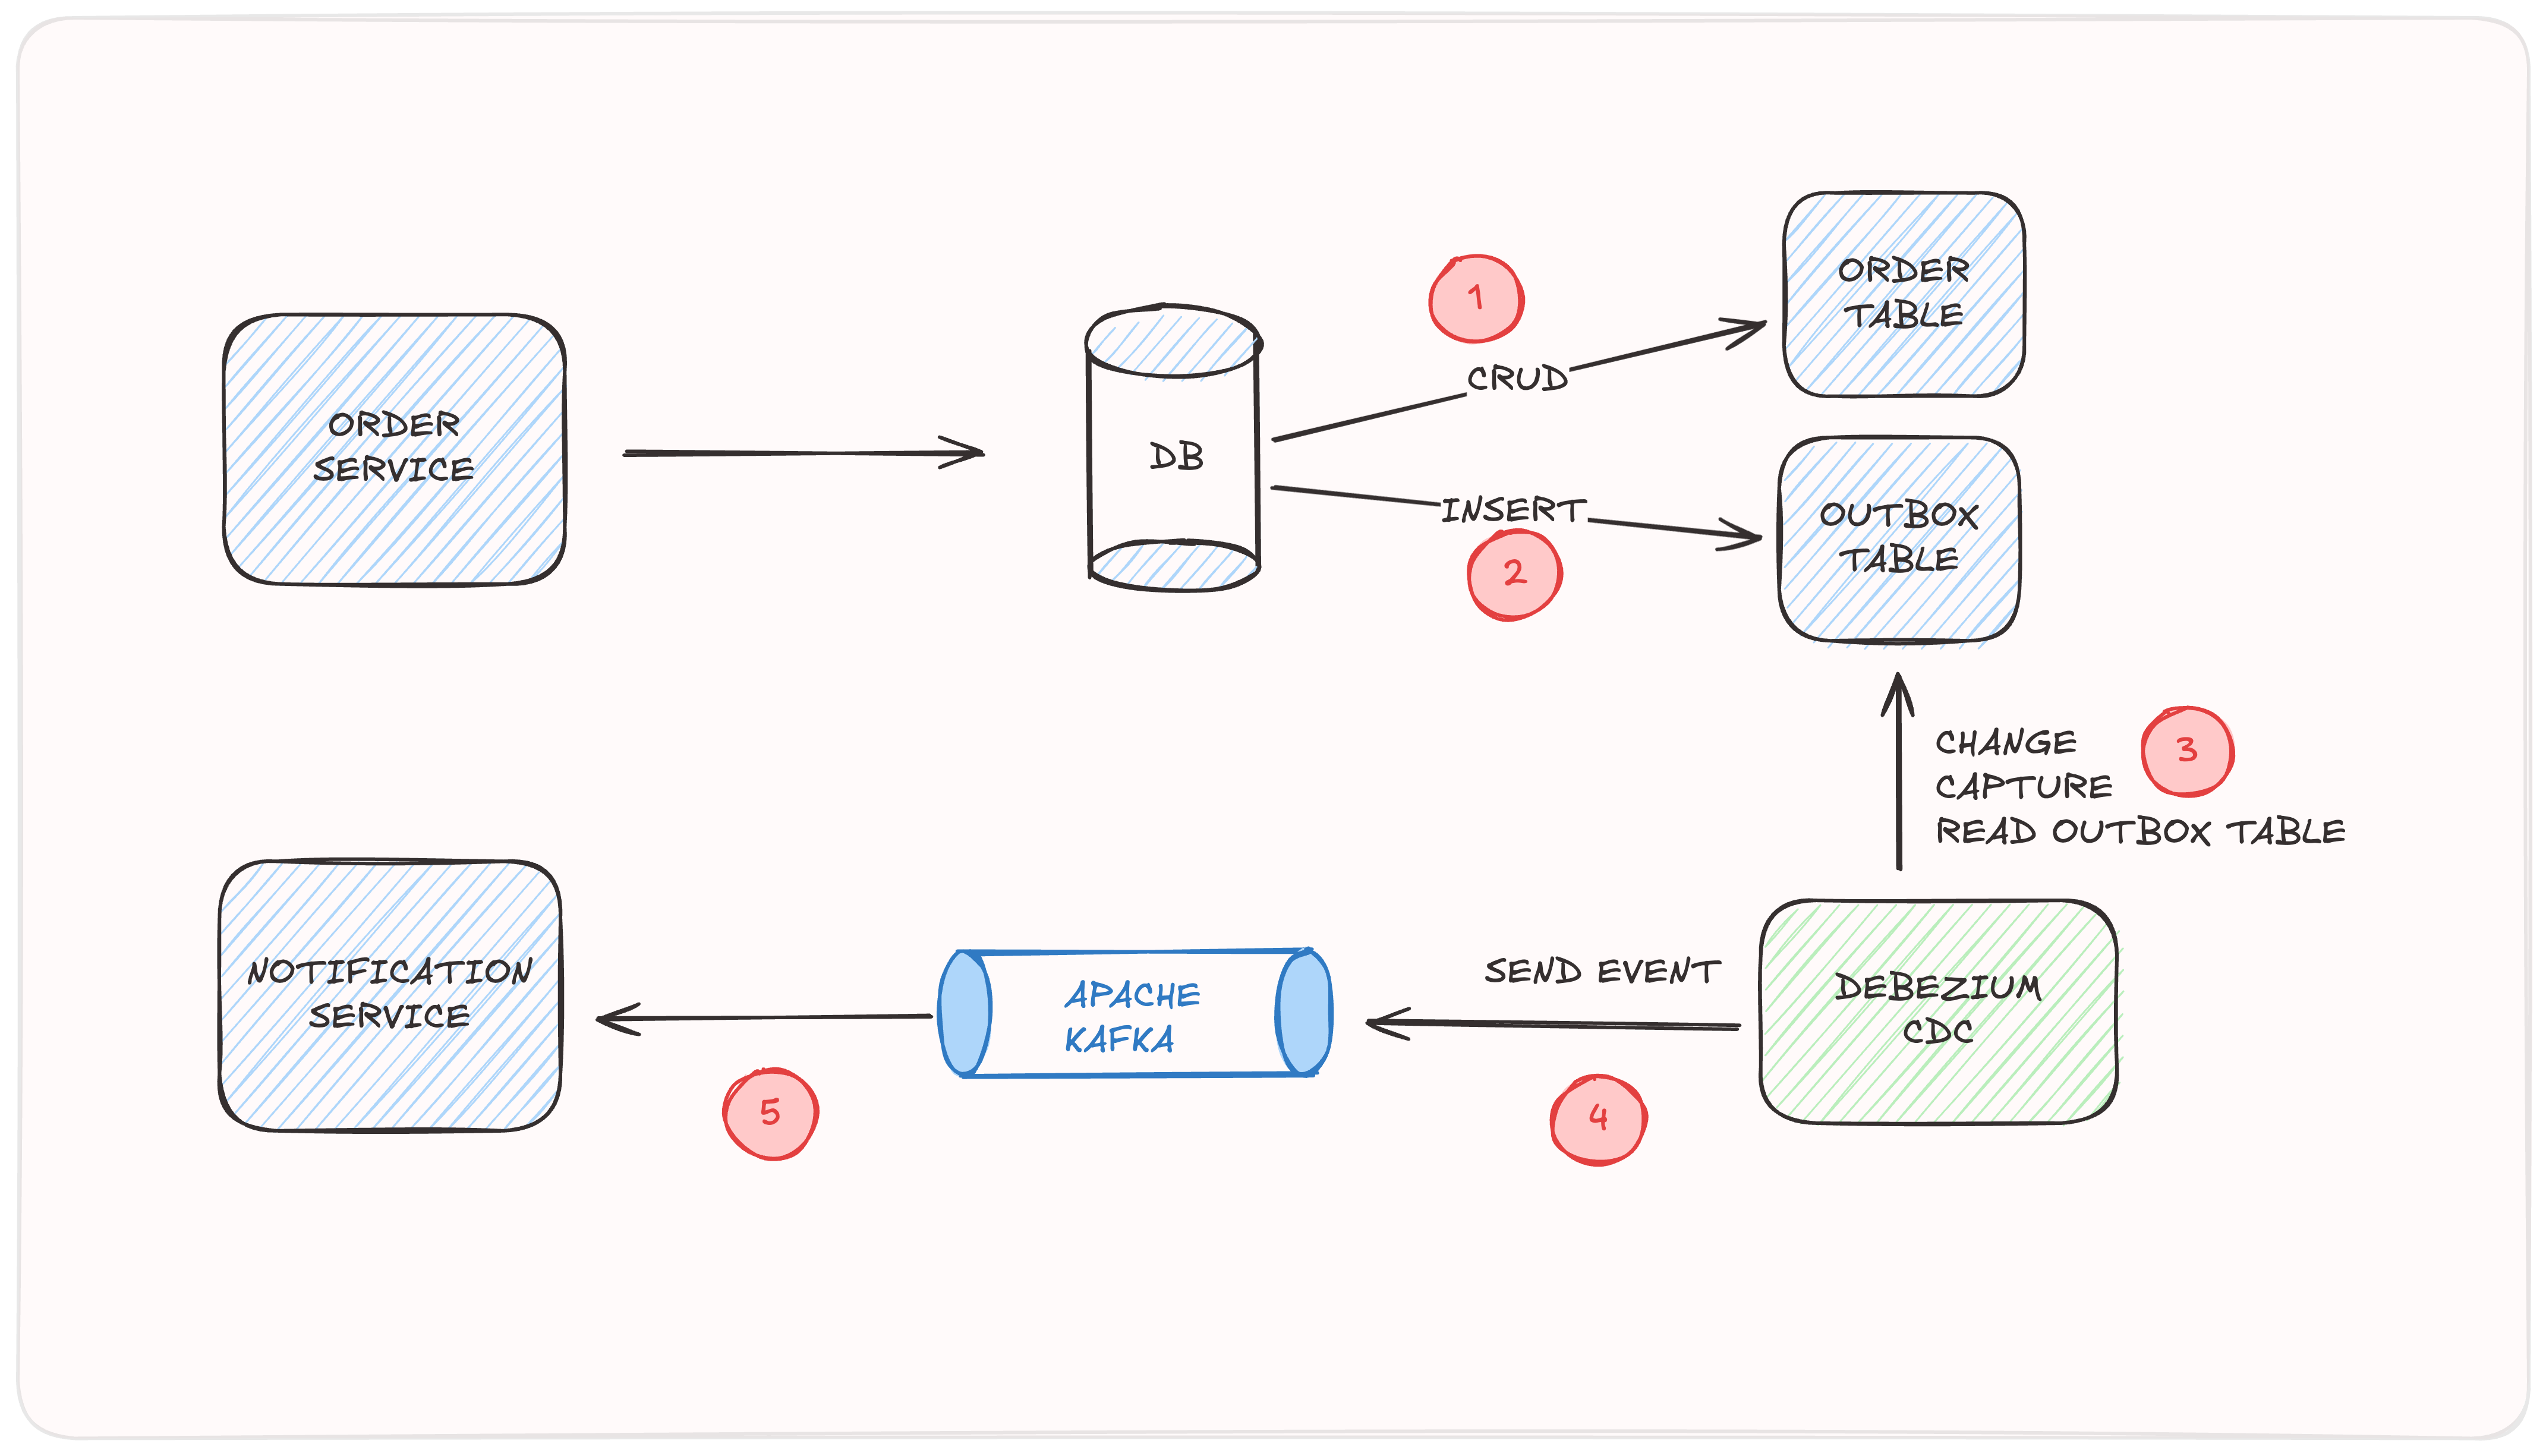 ORDER
SERVICE
DB
1
CRUD
INSERT
2
ORDER
TABLE
OUTBOX
TABLE
CHANGE
CAPTURE
READ OUTBOX TABLE
3
DEBEZIUM
CDC
SEND EVENT
4
APACHE
KAFKA
5
NOTIFICATION
SERVICE